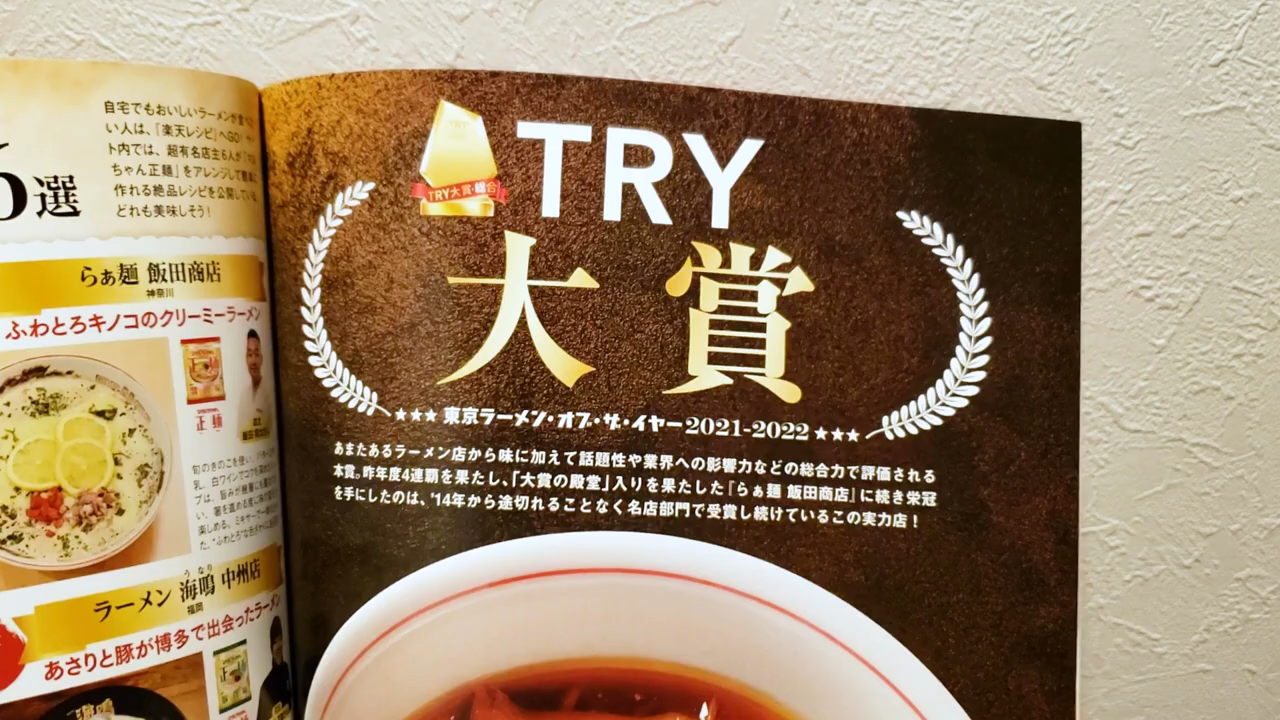 自宅でもおいしいラーメンが
い人は、『楽天レシピ』へGO!
ト内では、超有名店主6人が
ちゃん正麺」をアレンジして
作れる絶品レシピを公開している
どれも美味しそう!
選
らぁ麺 飯田商店
神奈川
ふわとろキノコのクリーミーラーメン
正麺
ラーメン 海鳴 中州店
うなり
福岡
あさりと豚が博多で出会ったラーメン
TRY大賞・総合
TRY
大賞
★★★ 東京ラーメン・オブ・ザ・イヤー2021-2022 ★★★
あまたあるラーメン店から味に加えて話題性や業界への影響力などの総合力で評価される
本賞。昨年度4連覇を果たし、「大賞の殿堂」入りを果たした『らぁ麺 飯田商店』に続き栄冠
を手にしたのは、'14年から途切れることなく名店部門で受賞し続けているこの実力店!